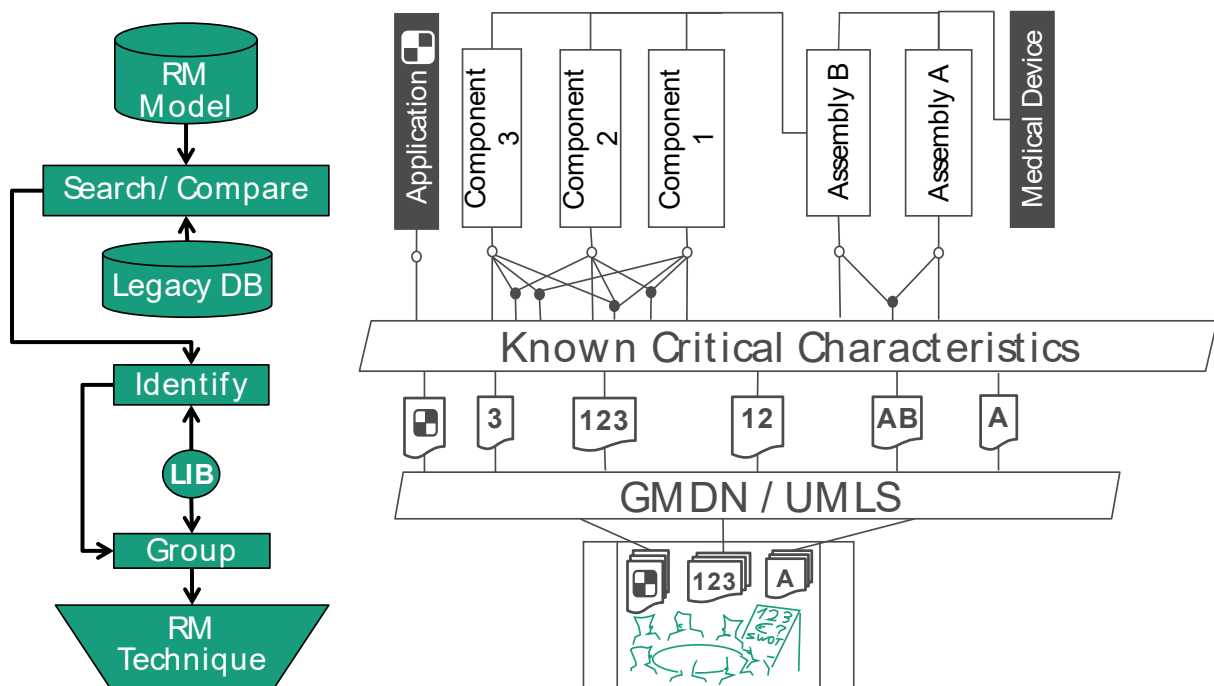 RM
Model
Search/ Compare
Legacy DB
Identify
LIB
Group
RM
Technique
Application
Component
3
Component
2
Component
1
Assembly B
Assembly A
Medical Device
Known Critical Characteristics
3
123
12
AB
A
GMDN / UMLS
123
A
123
€?
SWOT